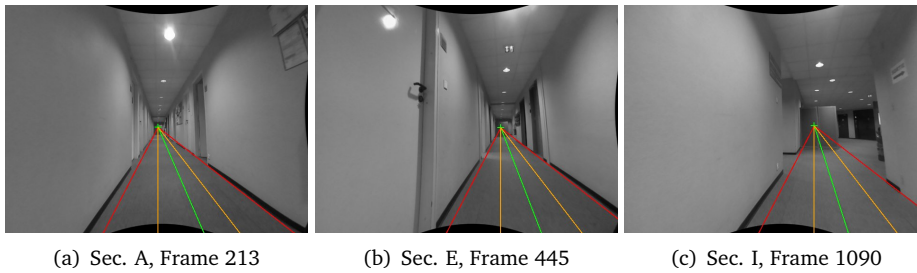 (a) Sec. A, Frame 213
(b) Sec. E, Frame 445
(c) Sec. I, Frame 1090